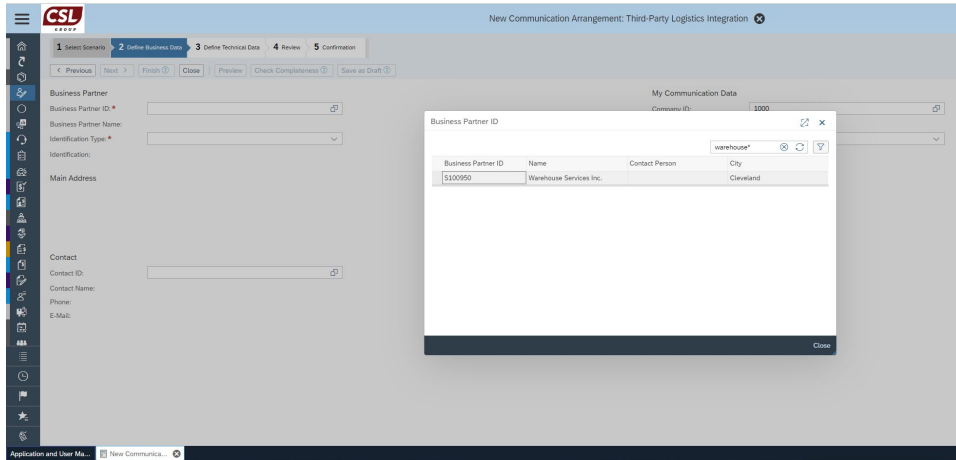 CSL
GROUP
New Communication Arrangement: Third-Party Logistics Integration
1 Select Scenario 2 Define Business Data 3 Define Technical Data 4 Review 5 Confirmation
< Previous Next > Finish Close Preview Check Completeness Save as Draft
Business Partner
My Communication Data
Business Partner ID: *
Company ID: 1000
Business Partner Name:
Identification Type: *
Identification:
Main Address
Contact
Contact ID:
Contact Name:
Phone:
E-Mail:
Business Partner ID
warehouse*
Business Partner ID Name Contact Person City
S100950 Warehouse Services Inc. Cleveland
Close
Application and User Ma... New Communica...